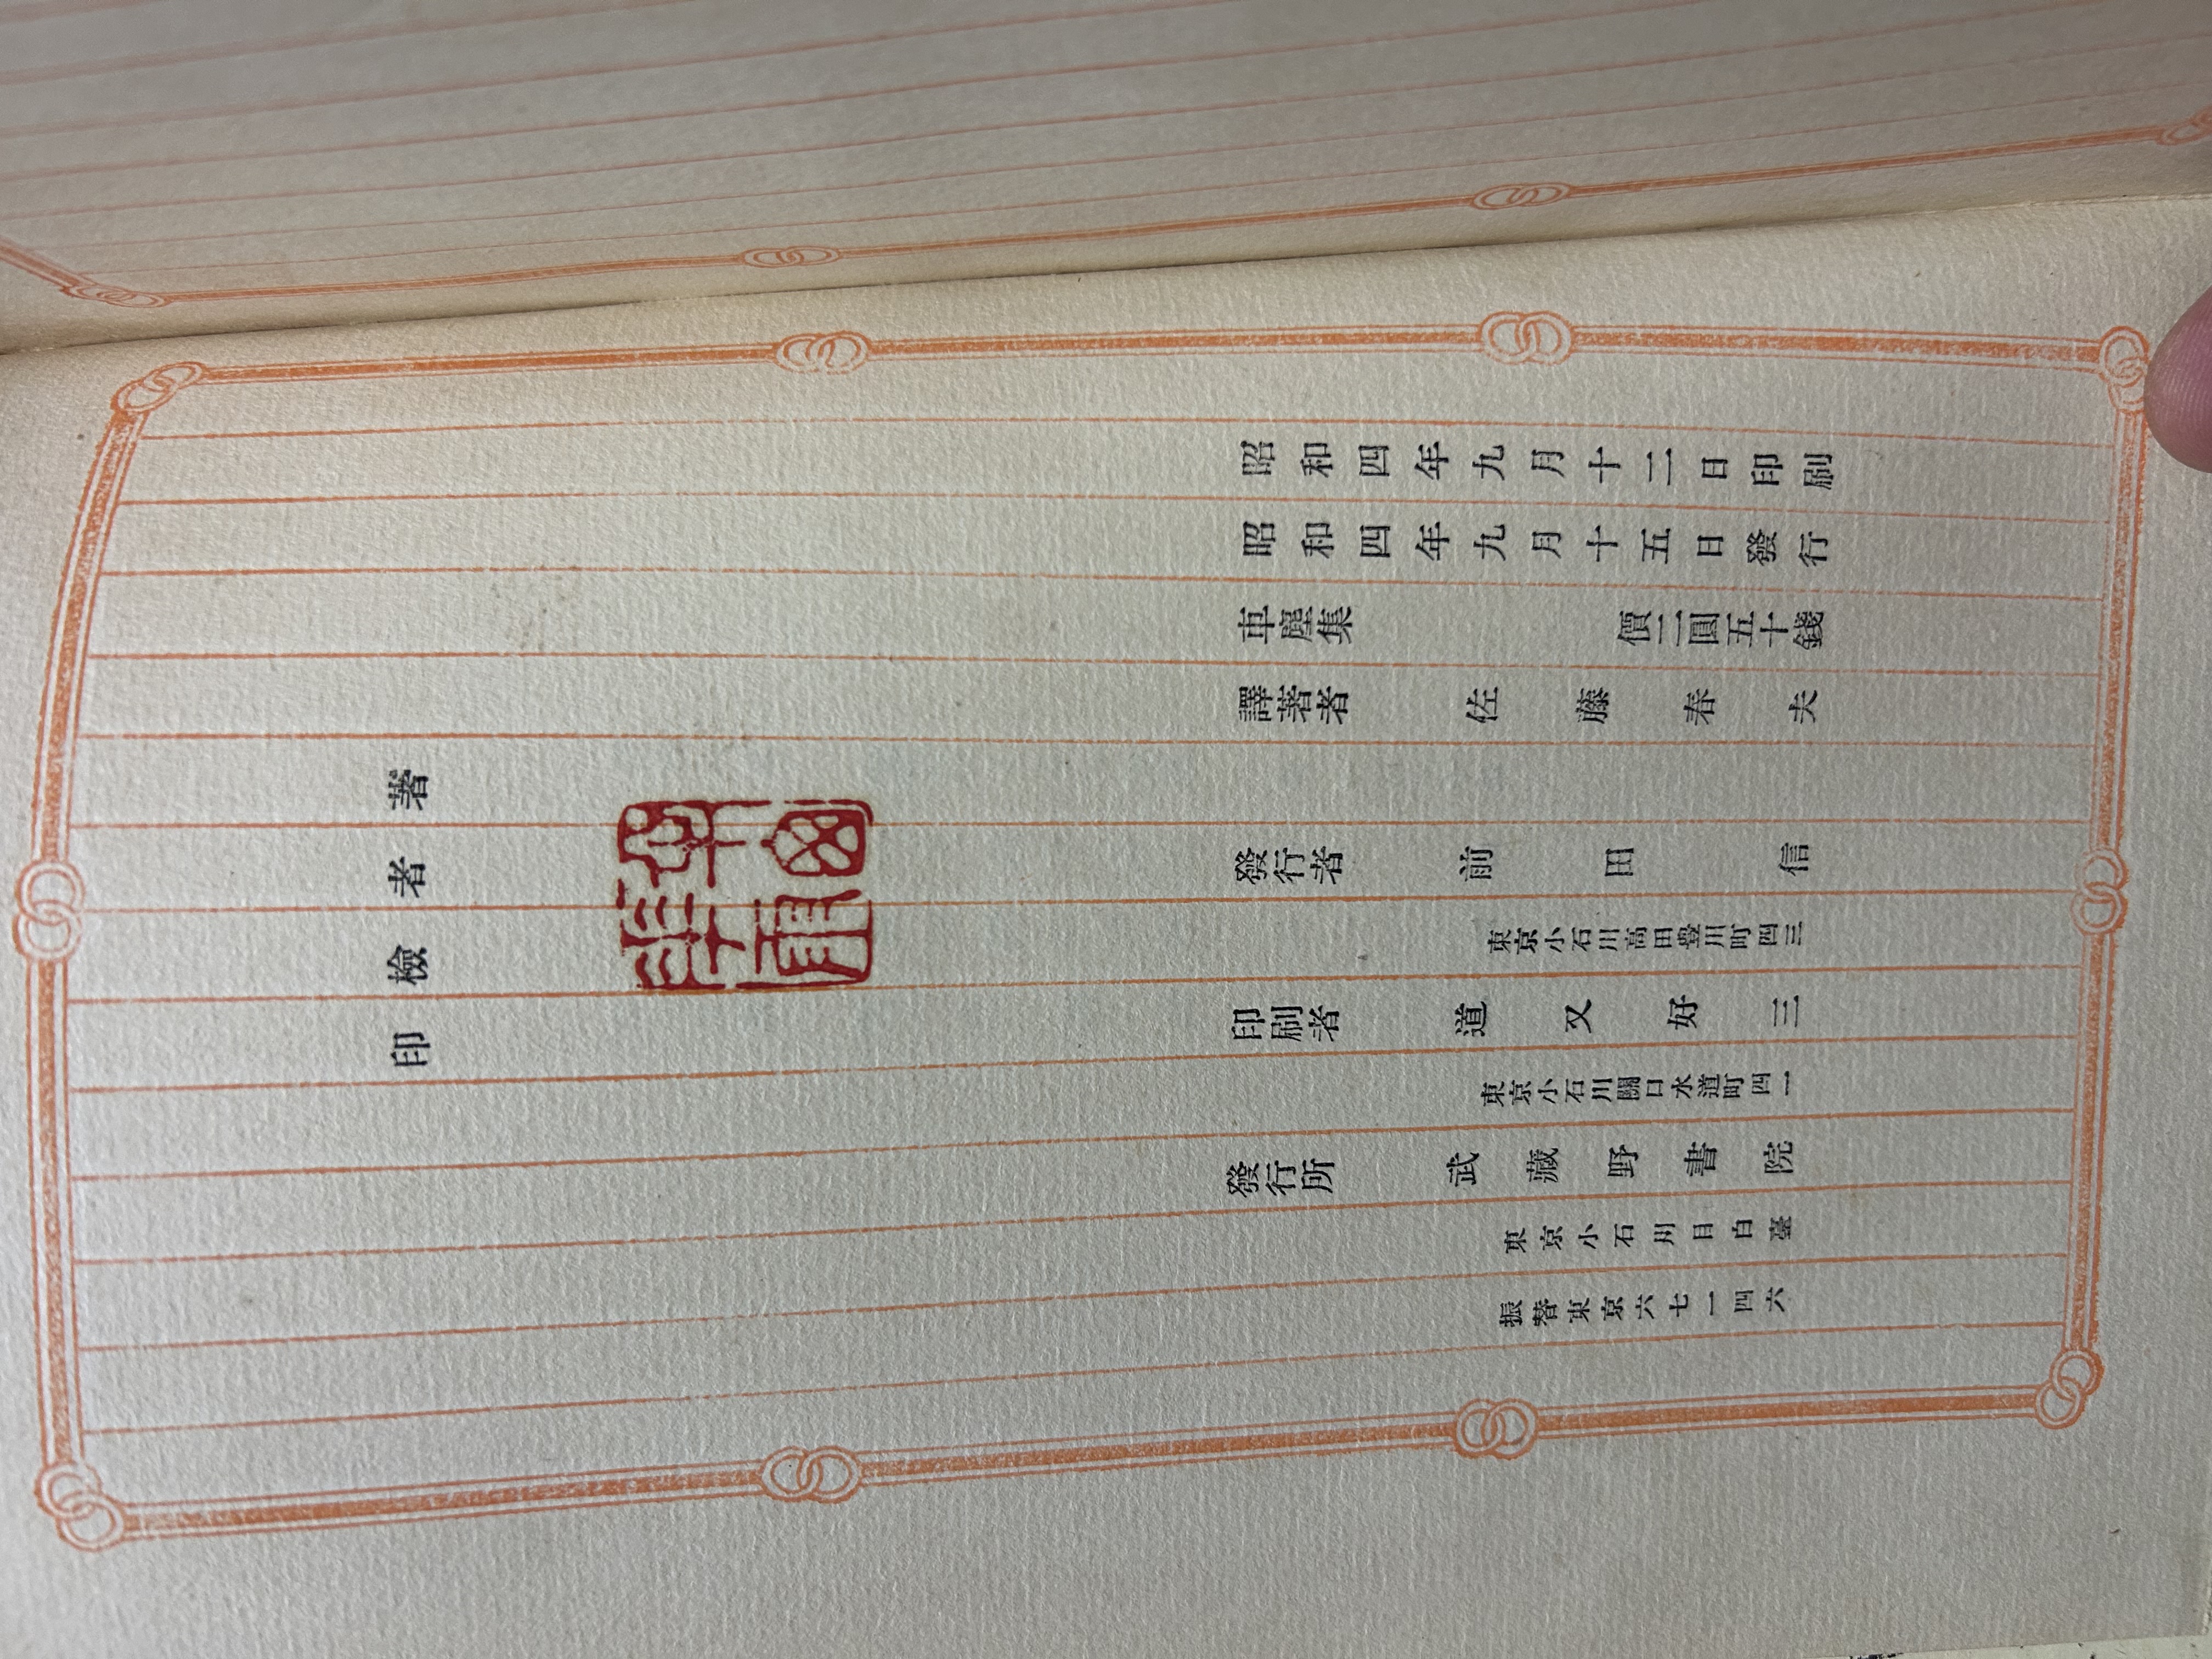 昭和四年九月十二日印刷
昭和四年九月十五日發行
車塵集 價二圓五十錢
譯著者 佐藤春夫
著者檢印
發行者 前田信
東京小石川高田豊川町四三
印刷者 道又好三
東京小石川關口水道町四一
發行所 武藏野書院
東京小石川目白臺
振替東京六七一四六